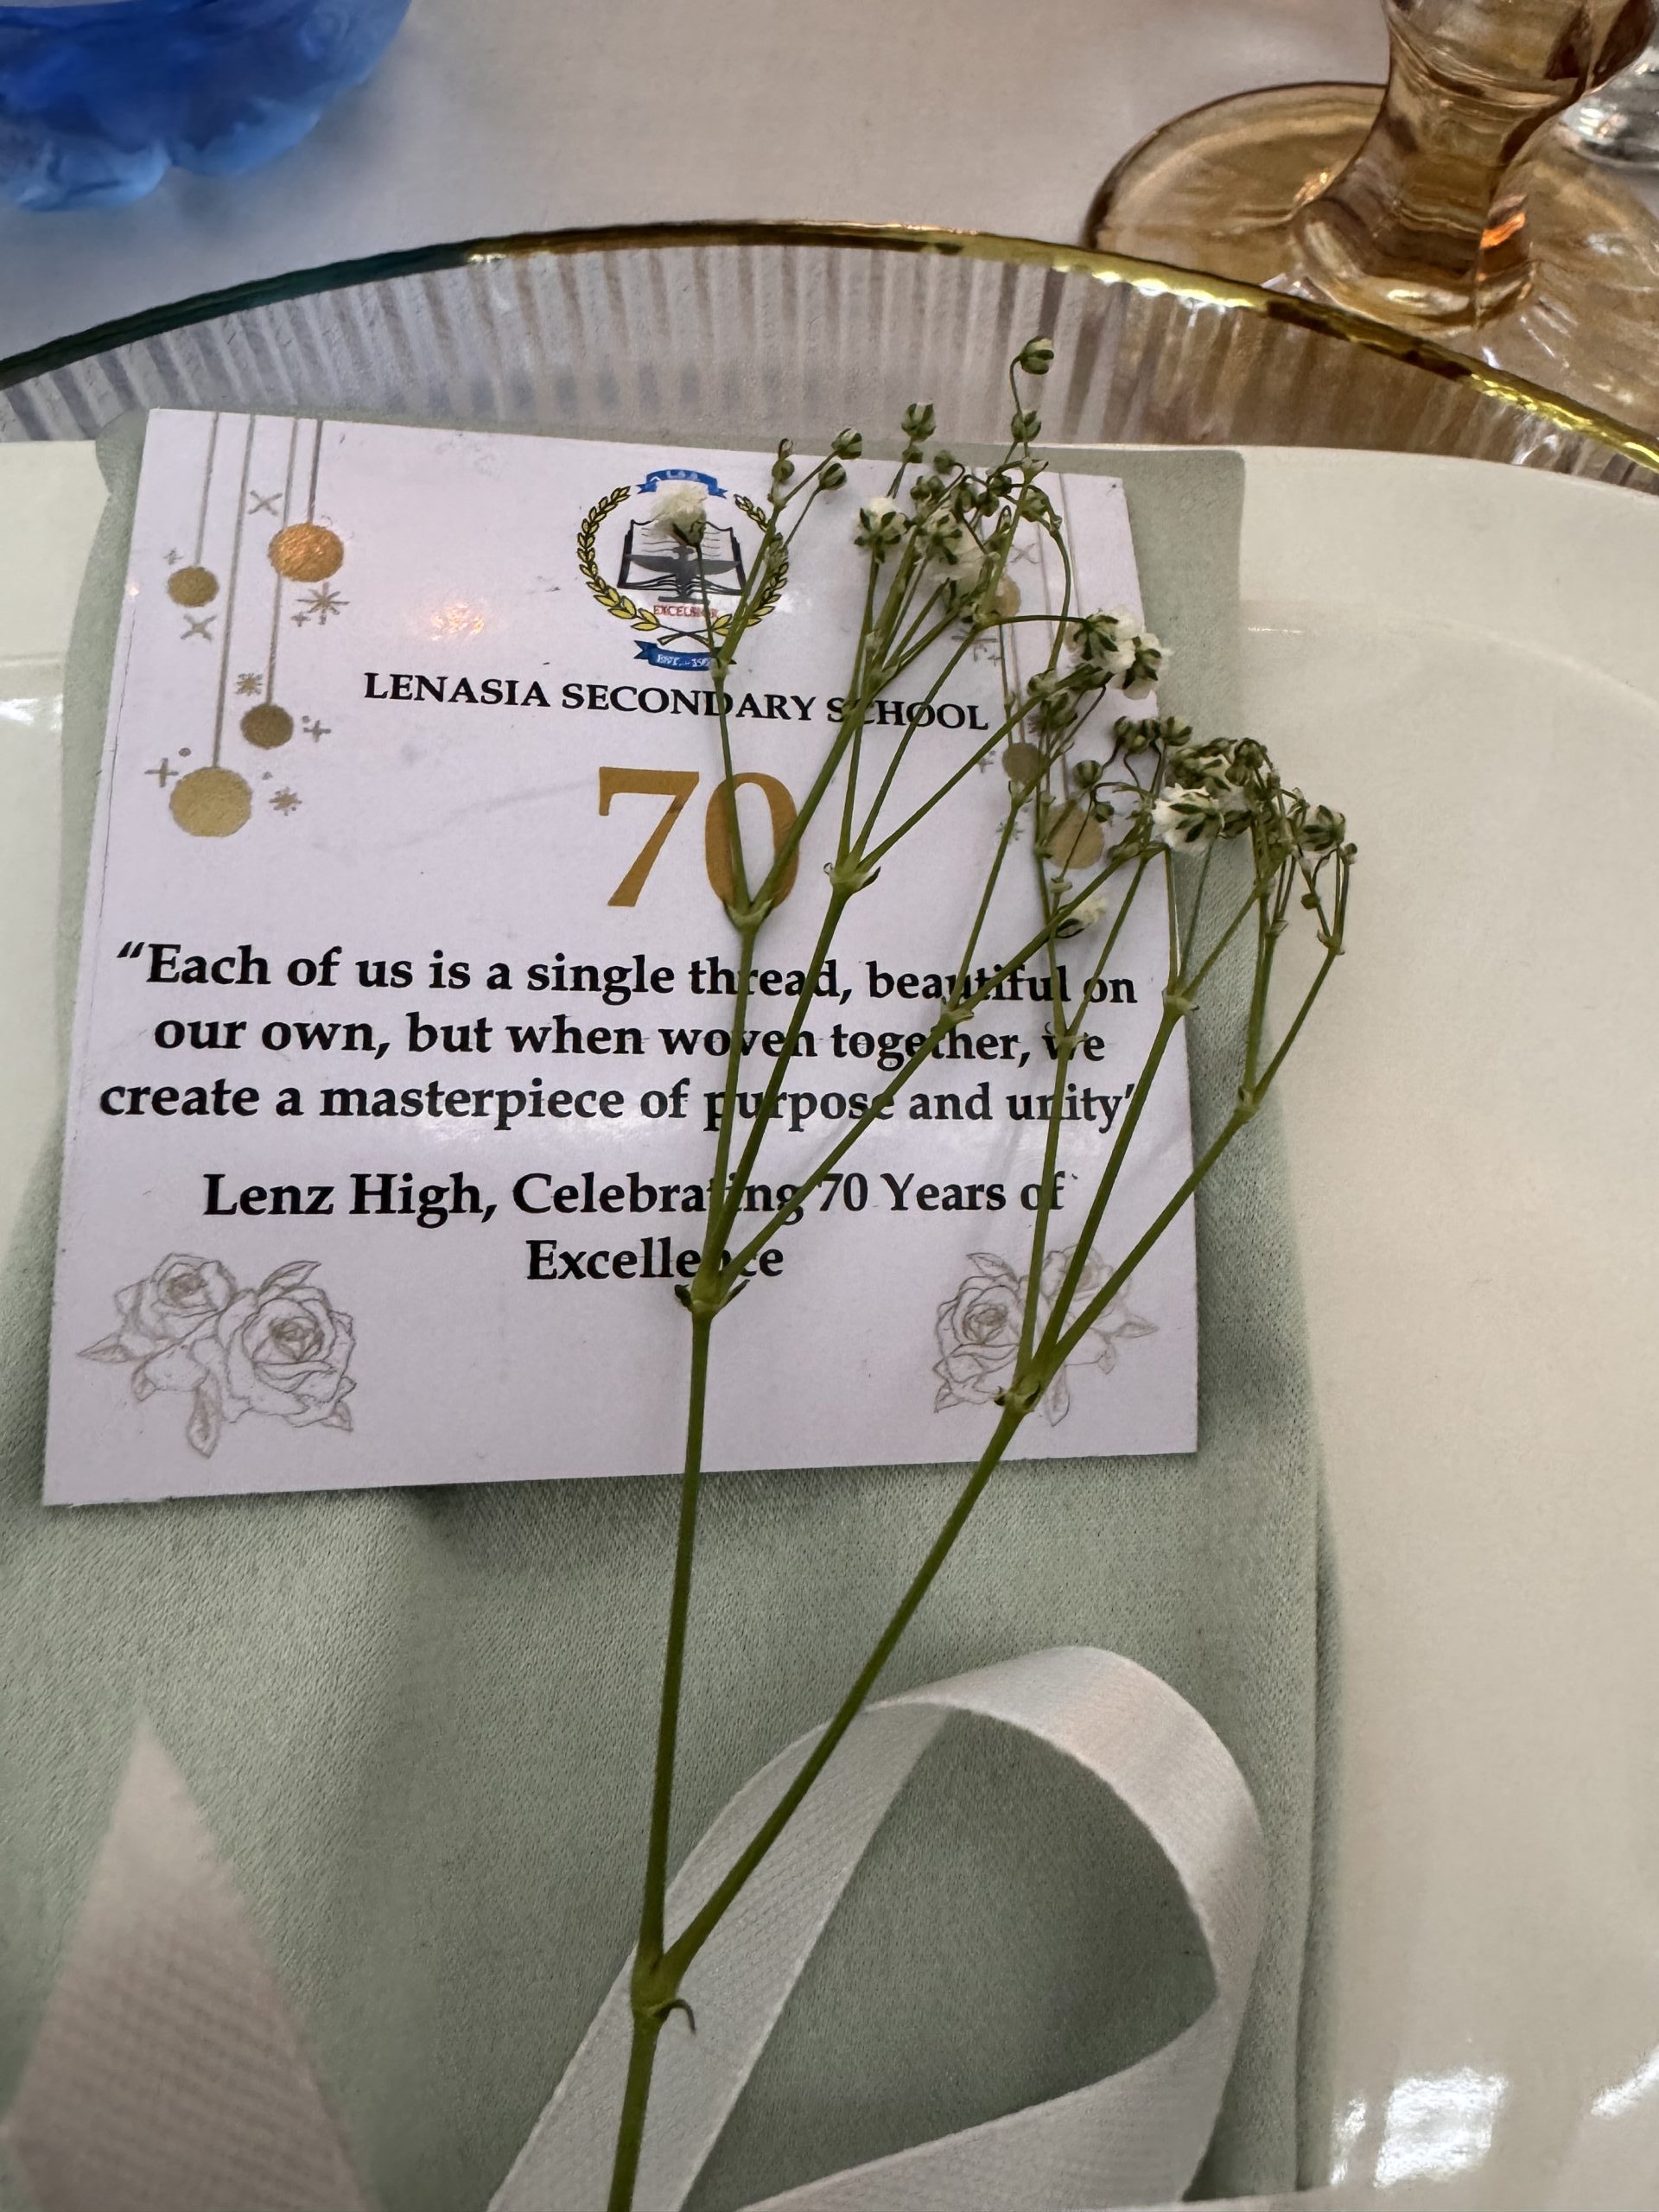 L.S.S
EXCELSIOR
LENASIA SECONDARY SCHOOL
70
“Each of us is a single thread, beautiful on
our own, but when woven together, we
create a masterpiece of purpose and unity”
Lenz High, Celebrating 70 Years of
Excellence